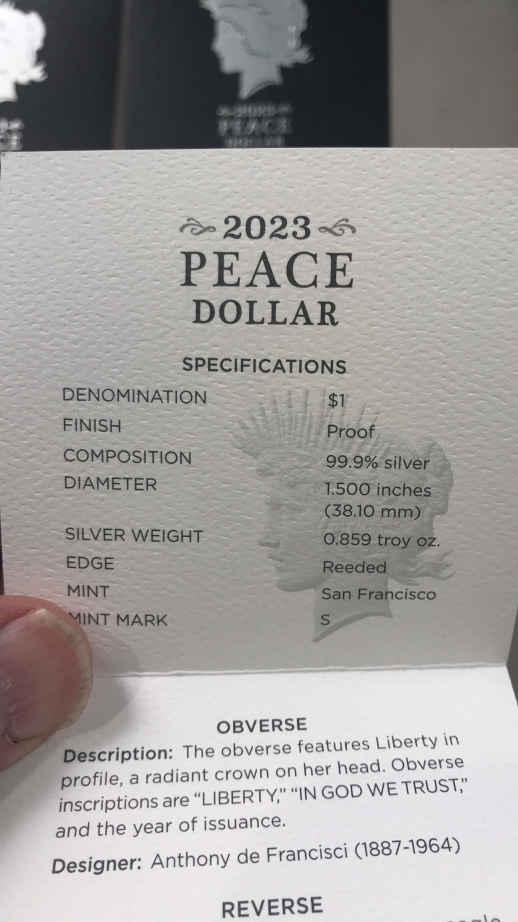 PEACE
2023
PEACE
DOLLAR
SPECIFICATIONS
DENOMINATION $1
FINISH Proof
COMPOSITION 99.9% silver
DIAMETER 1.500 inches
(38.10 mm)
SILVER WEIGHT 0.859 troy oz.
EDGE Reeded
MINT San Francisco
MINT MARK S
OBVERSE
Description: The obverse features Liberty in
profile, a radiant crown on her head. Obverse
inscriptions are “LIBERTY,” “IN GOD WE TRUST,”
and the year of issuance.
Designer: Anthony de Francisci (1887-1964)
REVERSE